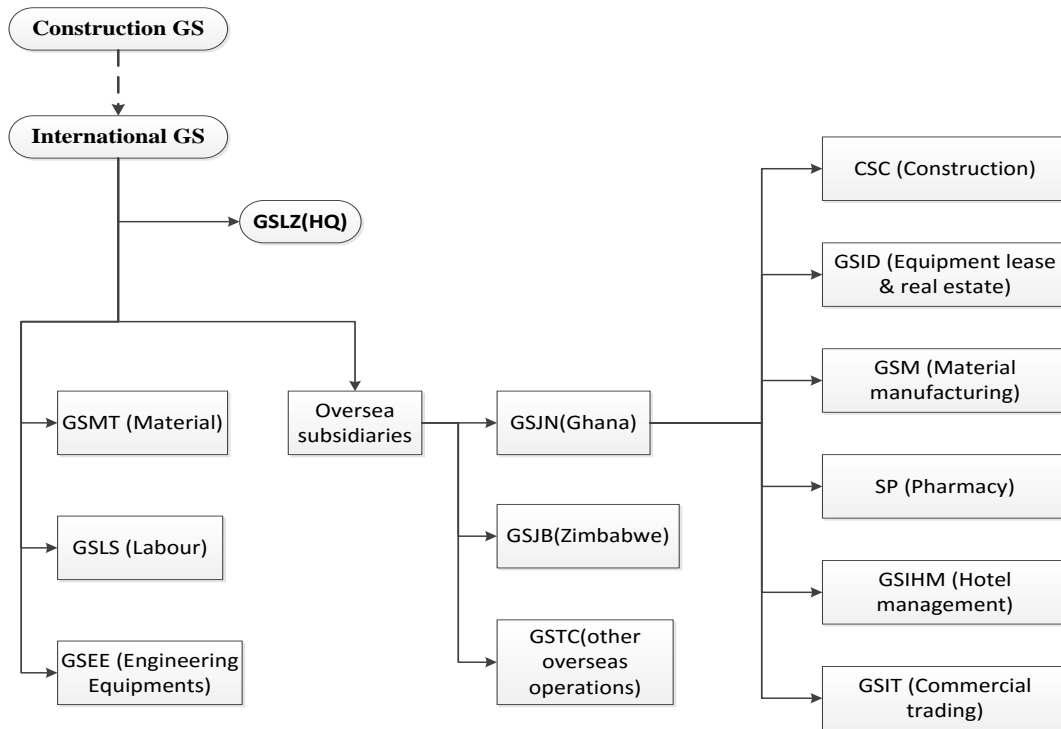 Construction GS
International GS
GSLZ(HQ)
GSMT (Material)
GSLS (Labour)
GSEE (Engineering
Equipments)
Oversea
subsidiaries
GSJN(Ghana)
GSJB(Zimbabwe)
GSTC(other
overseas
operations)
CSC (Construction)
GSID (Equipment lease
& real estate)
GSM (Material
manufacturing)
SP (Pharmacy)
GSIHM (Hotel
management)
GSIT (Commercial
trading)